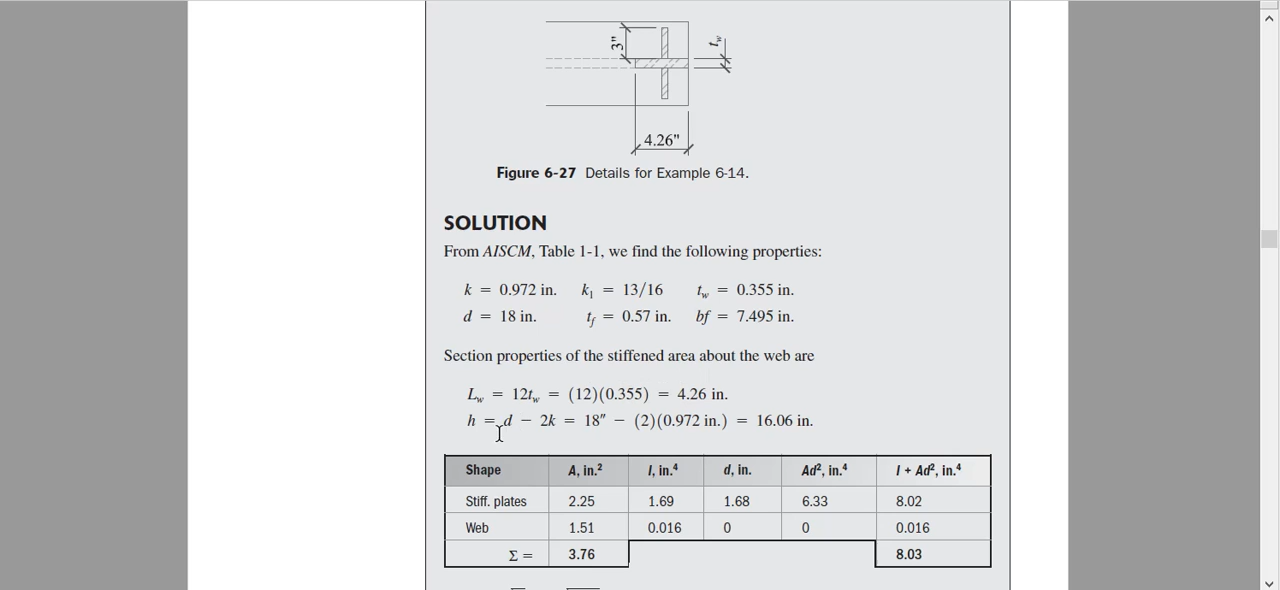 3"
t_w
4.26"
Figure 6-27 Details for Example 6-14.
SOLUTION
From AISCM, Table 1-1, we find the following properties:
k = 0.972 in. k₁ = 13/16 t_w = 0.355 in.
d = 18 in. t_f = 0.57 in. bf = 7.495 in.
Section properties of the stiffened area about the web are
L_w = 12t_w = (12)(0.355) = 4.26 in.
h = d − 2k = 18″ − (2)(0.972 in.) = 16.06 in.
Shape A, in.² I, in.⁴ d, in. Ad², in.⁴ I + Ad², in.⁴
Stiff. plates 2.25 1.69 1.68 6.33 8.02
Web 1.51 0.016 0 0 0.016
Σ = 3.76 8.03